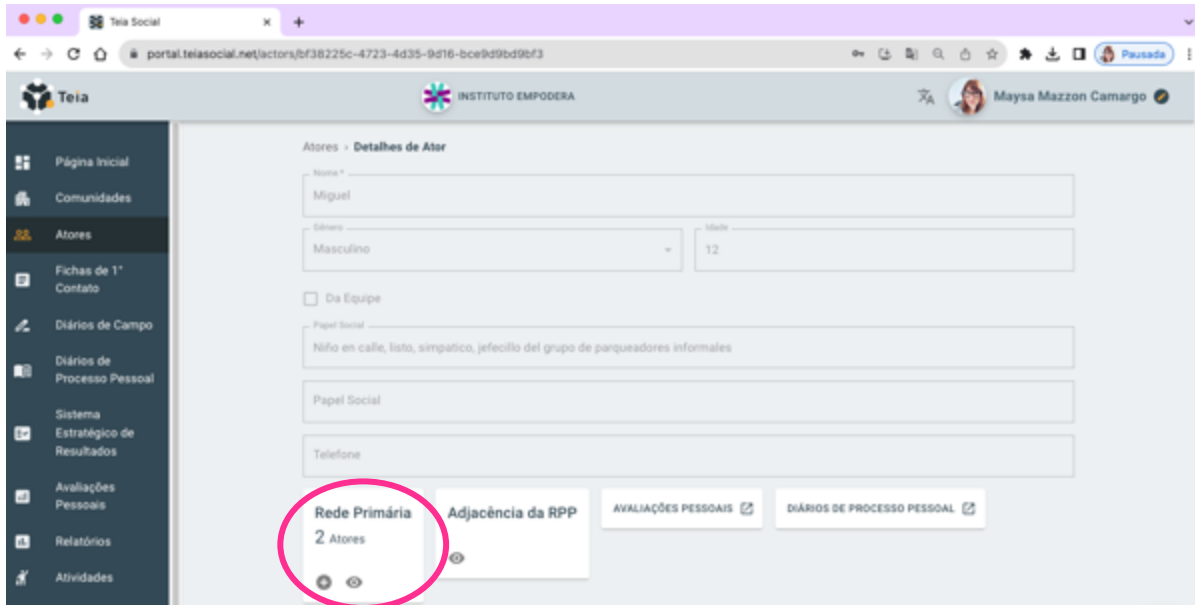 Teia Social
portal.teiasocial.net/actors/bf38225c-4723-4d35-9d16-bce9d9bd9bf3
Pausada
Teia
INSTITUTO EMPODERA
Maysa Mazzon Camargo
Página Inicial
Comunidades
Atores
Fichas de 1°
Contato
Diários de Campo
Diários de
Processo Pessoal
Sistema
Estratégico de
Resultados
Avaliações
Pessoais
Relatórios
Atividades
Atores > Detalhes de Ator
Nome *
Miguel
Gênero
Masculino
Idade
12
Da Equipe
Papel Social
Niño en calle, listo, simpatico, jefecillo del grupo de parqueadores informales
Papel Social
Telefone
Rede Primária
2 Atores
Adjacência da RPP
AVALIAÇÕES PESSOAIS
DIÁRIOS DE PROCESSO PESSOAL